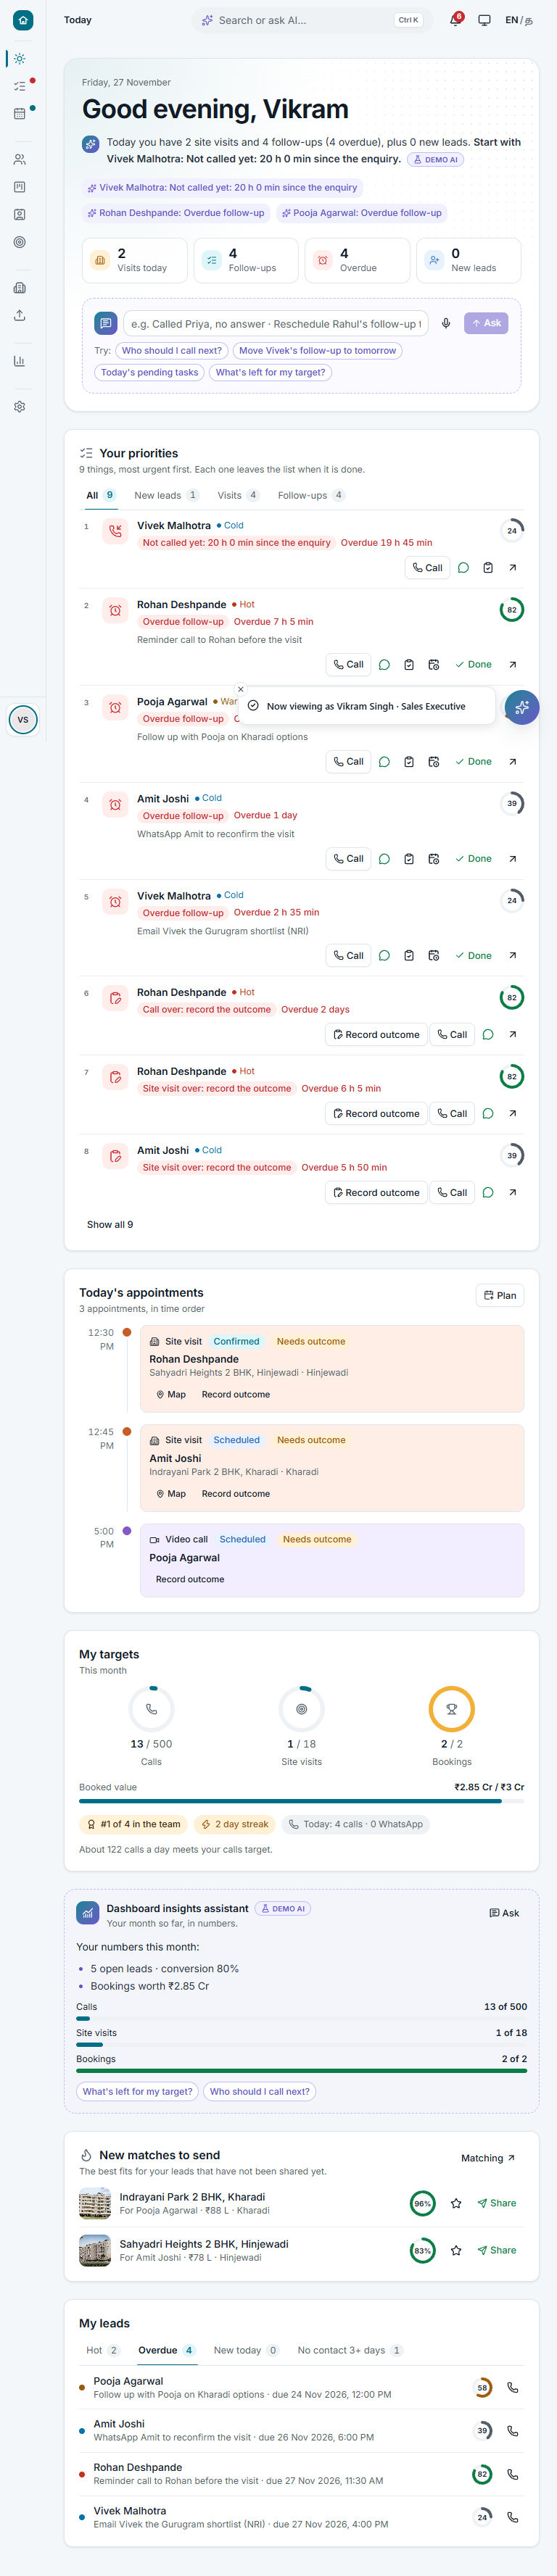 Today
Search or ask AI...
Ctrl K
6
EN / த
Friday, 27 November
Good evening, Vikram
Today you have 2 site visits and 4 follow-ups (4 overdue), plus 0 new leads. Start with
Vivek Malhotra: Not called yet: 20 h 0 min since the enquiry. DEMO AI
Vivek Malhotra: Not called yet: 20 h 0 min since the enquiry
Rohan Deshpande: Overdue follow-up
Pooja Agarwal: Overdue follow-up
2
Visits today
4
Follow-ups
4
Overdue
0
New leads
e.g. Called Priya, no answer · Reschedule Rahul's follow-up t
Ask
Try: Who should I call next? Move Vivek's follow-up to tomorrow
Today's pending tasks What's left for my target?
Your priorities
9 things, most urgent first. Each one leaves the list when it is done.
All 9 New leads 1 Visits 4 Follow-ups 4
1 Vivek Malhotra Cold 24
Not called yet: 20 h 0 min since the enquiry Overdue 19 h 45 min
Call
2 Rohan Deshpande Hot 82
Overdue follow-up Overdue 7 h 5 min
Reminder call to Rohan before the visit
Call Done
3 Pooja Agarwal War
Overdue follow-up
Now viewing as Vikram Singh · Sales Executive
VS
Follow up with Pooja on Kharadi options
Call Done
4 Amit Joshi Cold 39
Overdue follow-up Overdue 1 day
WhatsApp Amit to reconfirm the visit
Call Done
5 Vivek Malhotra Cold 24
Overdue follow-up Overdue 2 h 35 min
Email Vivek the Gurugram shortlist (NRI)
Call Done
6 Rohan Deshpande Hot 82
Call over: record the outcome Overdue 2 days
Record outcome Call
7 Rohan Deshpande Hot 82
Site visit over: record the outcome Overdue 6 h 5 min
Record outcome Call
8 Amit Joshi Cold 39
Site visit over: record the outcome Overdue 5 h 50 min
Record outcome Call
Show all 9
Today's appointments
3 appointments, in time order
Plan
12:30
PM
Site visit Confirmed Needs outcome
Rohan Deshpande
Sahyadri Heights 2 BHK, Hinjewadi · Hinjewadi
Map Record outcome
12:45
PM
Site visit Scheduled Needs outcome
Amit Joshi
Indrayani Park 2 BHK, Kharadi · Kharadi
Map Record outcome
5:00
PM
Video call Scheduled Needs outcome
Pooja Agarwal
Record outcome
My targets
This month
13 / 500
Calls
1 / 18
Site visits
2 / 2
Bookings
Booked value ₹2.85 Cr / ₹3 Cr
#1 of 4 in the team 2 day streak Today: 4 calls · 0 WhatsApp
About 122 calls a day meets your calls target.
Dashboard insights assistant DEMO AI
Your month so far, in numbers.
Ask
Your numbers this month:
• 5 open leads · conversion 80%
• Bookings worth ₹2.85 Cr
Calls 13 of 500
Site visits 1 of 18
Bookings 2 of 2
What's left for my target? Who should I call next?
New matches to send
The best fits for your leads that have not been shared yet.
Matching
Indrayani Park 2 BHK, Kharadi
For Pooja Agarwal · ₹88 L · Kharadi
96% Share
Sahyadri Heights 2 BHK, Hinjewadi
For Amit Joshi · ₹78 L · Hinjewadi
83% Share
My leads
Hot 2 Overdue 4 New today 0 No contact 3+ days 1
Pooja Agarwal
Follow up with Pooja on Kharadi options · due 24 Nov 2026, 12:00 PM
58
Amit Joshi
WhatsApp Amit to reconfirm the visit · due 26 Nov 2026, 6:00 PM
39
Rohan Deshpande
Reminder call to Rohan before the visit · due 27 Nov 2026, 11:30 AM
82
Vivek Malhotra
Email Vivek the Gurugram shortlist (NRI) · due 27 Nov 2026, 4:00 PM
24